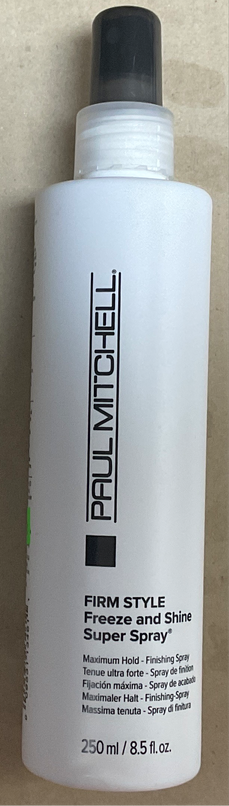 PAUL MITCHELL®
FIRM STYLE
Freeze and Shine
Super Spray®
Maximum Hold - Finishing Spray
Tenue ultra forte - Spray de finition
Fijación máxima - Spray de acabado
Maximaler Halt - Finishing-Spray
Massima tenuta - Spray di finitura
250 ml / 8.5 fl. oz.